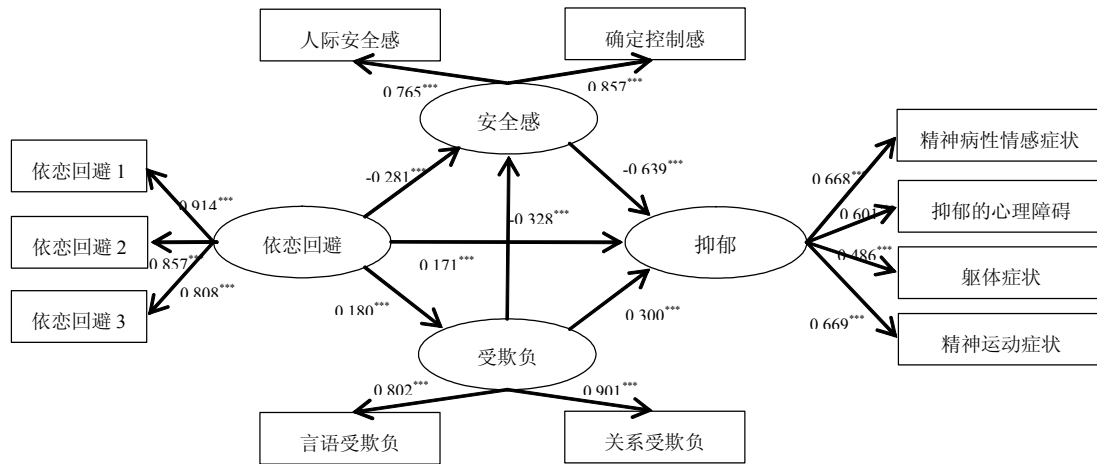 人际安全感
确定控制感
0.765***
0.857***
安全感
精神病性情感症状
依恋回避 1
-0.281***
-0.639***
0.668***
0.914***
抑郁的心理障碍
0.601
-0.328***
依恋回避 2
依恋回避
抑郁
0.857***
0.171***
0.486***
躯体症状
0.808***
0.180***
0.300***
依恋回避 3
0.669***
精神运动症状
受欺负
0.802***
0.901***
言语受欺负
关系受欺负